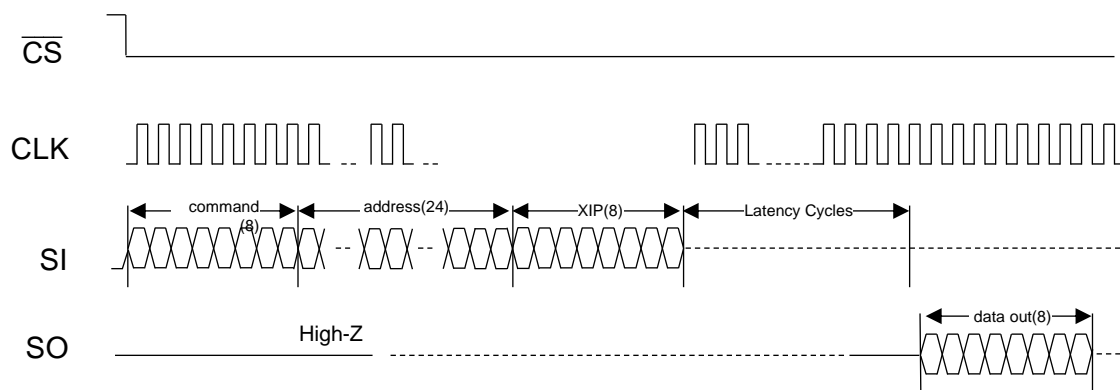 CS
CLK
command
(8)
address(24)
XIP(8)
Latency Cycles
SI
High-Z
data out(8)
SO